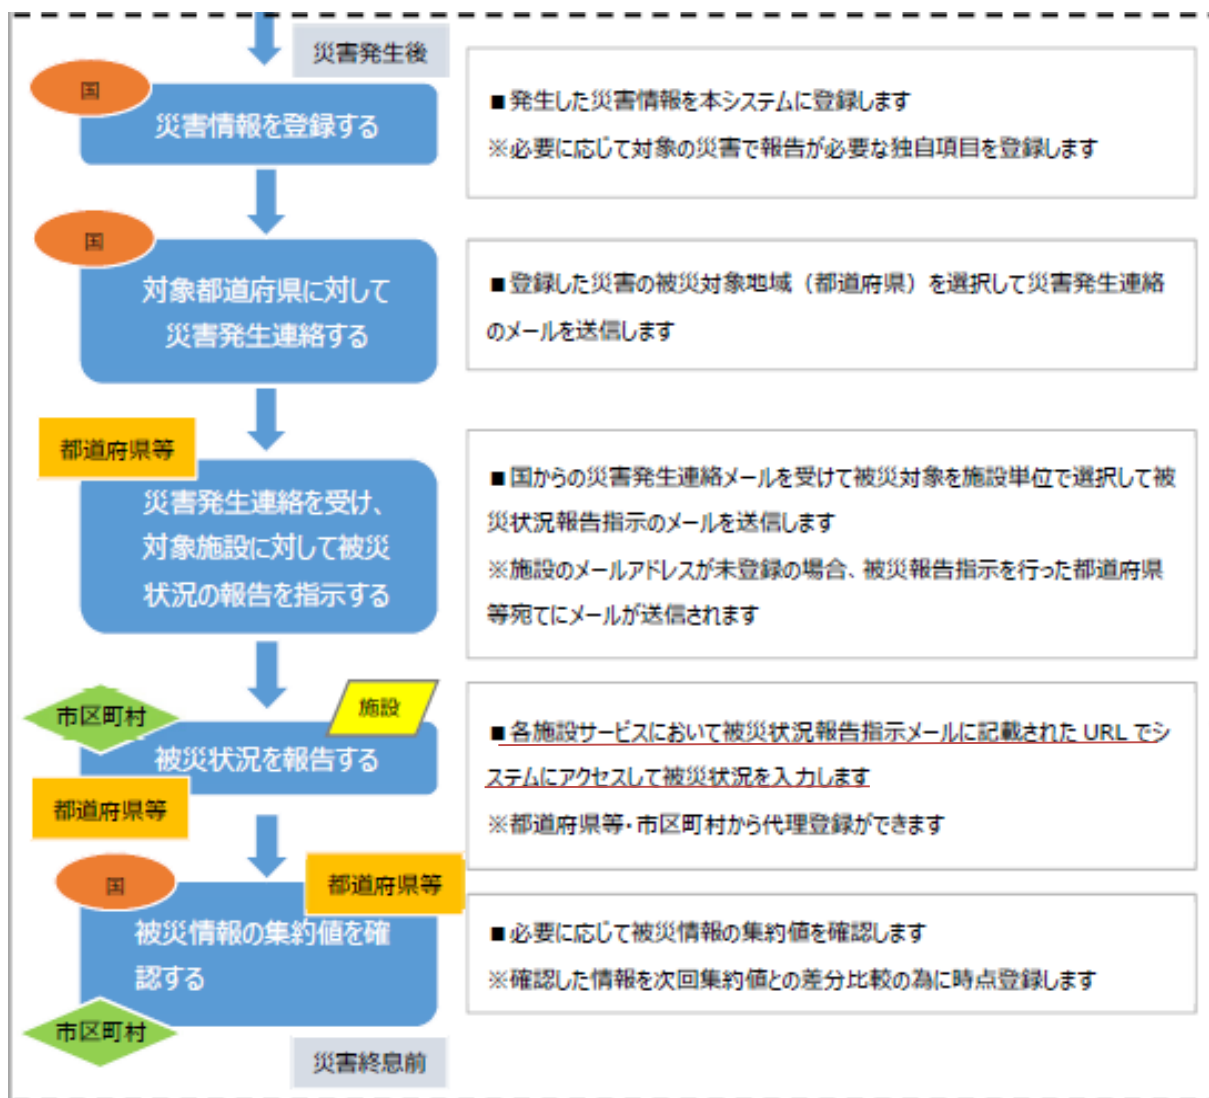 災害発生後
国
災害情報を登録する
■発生した災害情報を本システムに登録します
※必要に応じて対象の災害で報告が必要な独自項目を登録します
国
対象都道府県に対して
災害発生連絡する
■登録した災害の被災対象地域（都道府県）を選択して災害発生連絡
のメールを送信します
都道府県等
災害発生連絡を受け、
対象施設に対して被災
状況の報告を指示する
■国からの災害発生連絡メールを受けて被災対象を施設単位で選択して被
災状況報告指示のメールを送信します
※施設のメールアドレスが未登録の場合、被災報告指示を行った都道府県
等宛てにメールが送信されます
市区町村
施設
被災状況を報告する
都道府県等
■各施設サービスにおいて被災状況報告指示メールに記載された URL でシ
ステムにアクセスして被災状況を入力します
※都道府県等・市区町村から代理登録ができます
国
都道府県等
被災情報の集約値を確
認する
市区町村
■必要に応じて被災情報の集約値を確認します
※確認した情報を次回集約値との差分比較の為に時点登録します
災害終息前